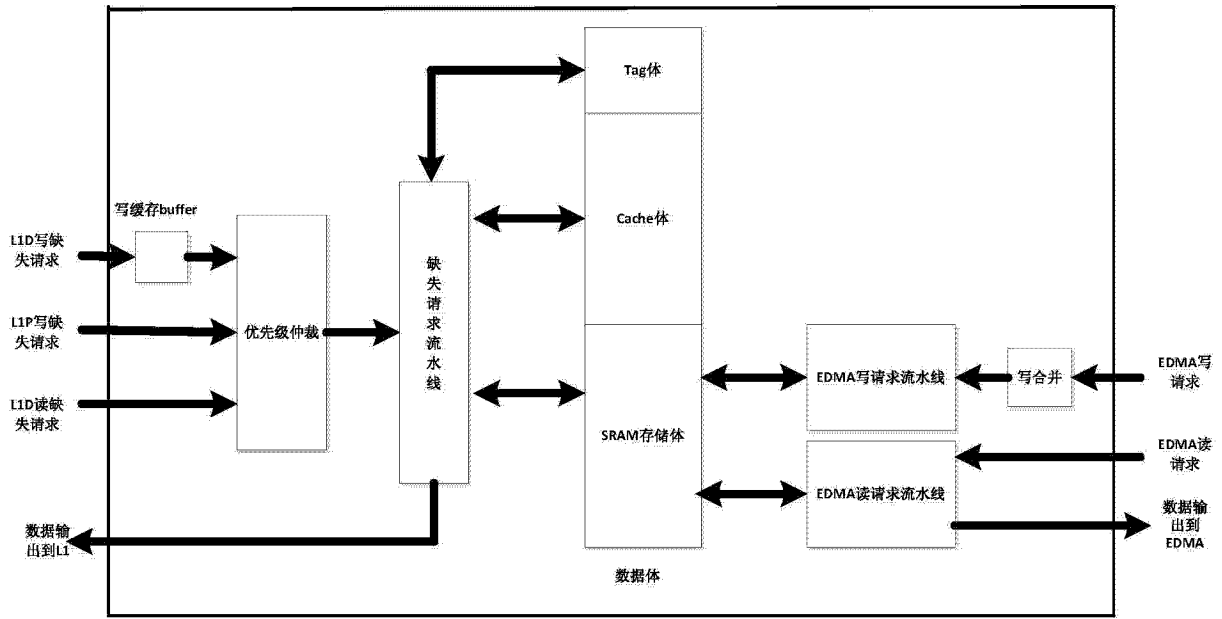 Tag体
写缓存buffer
L1D写缺
失请求
Cache体
缺
失
请
求
流
水
线
L1P写缺
失请求
优先级仲裁
L1D读缺
失请求
EDMA写请求流水线
写合并
EDMA写
请求
SRAM存储体
EDMA读
请求
EDMA读请求流水线
数据输
出到L1
数据输
出到
EDMA
数据体